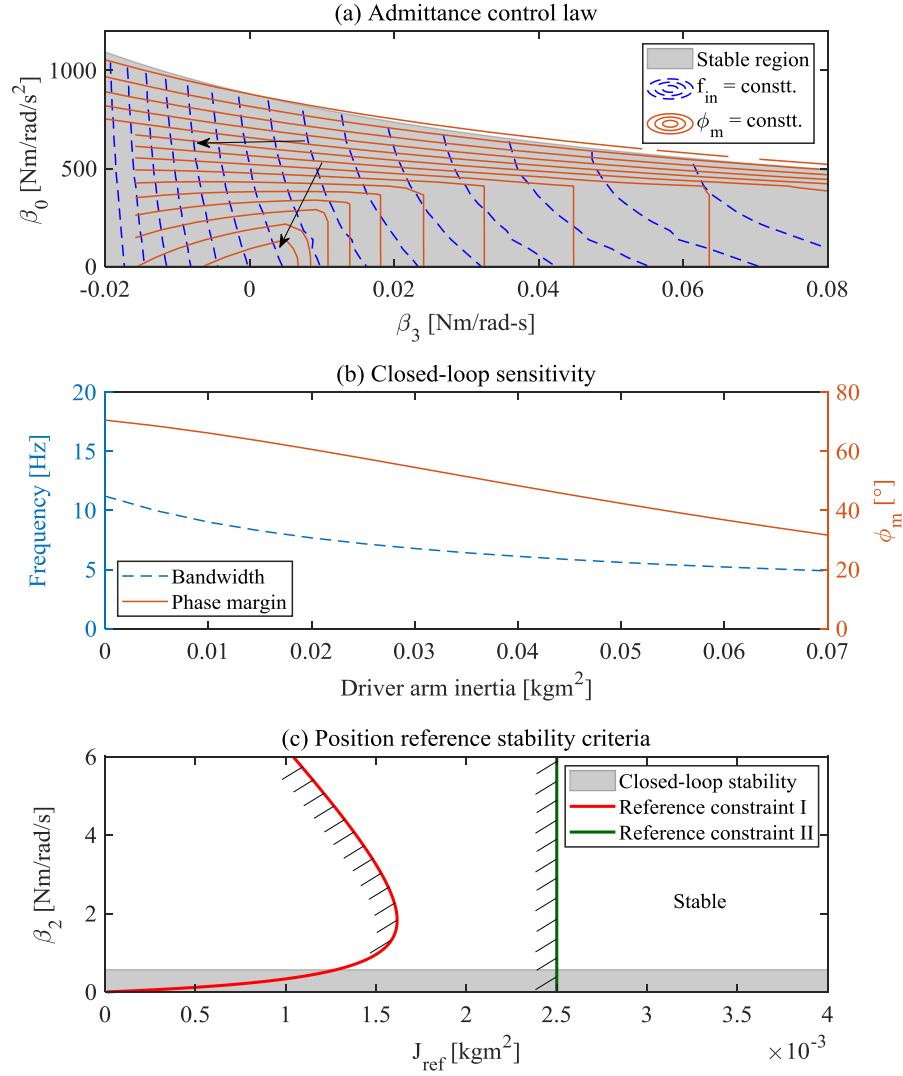 (a) Admittance control law
β₀ [Nm/rad/s²]
1000
500
0
Stable region
f_in = constt.
ϕ_m = constt.
-0.02 0 0.02 0.04 0.06 0.08
β₃ [Nm/rad-s]
(b) Closed-loop sensitivity
Frequency [Hz]
20
15
10
5
0
Bandwidth
Phase margin
80
60
40
20
0
ϕ_m [°]
0 0.01 0.02 0.03 0.04 0.05 0.06 0.07
Driver arm inertia [kgm²]
(c) Position reference stability criteria
β₂ [Nm/rad/s]
6
4
2
0
Closed-loop stability
Reference constraint I
Reference constraint II
Stable
0 0.5 1 1.5 2 2.5 3 3.5 4
J_ref [kgm²]
×10⁻³